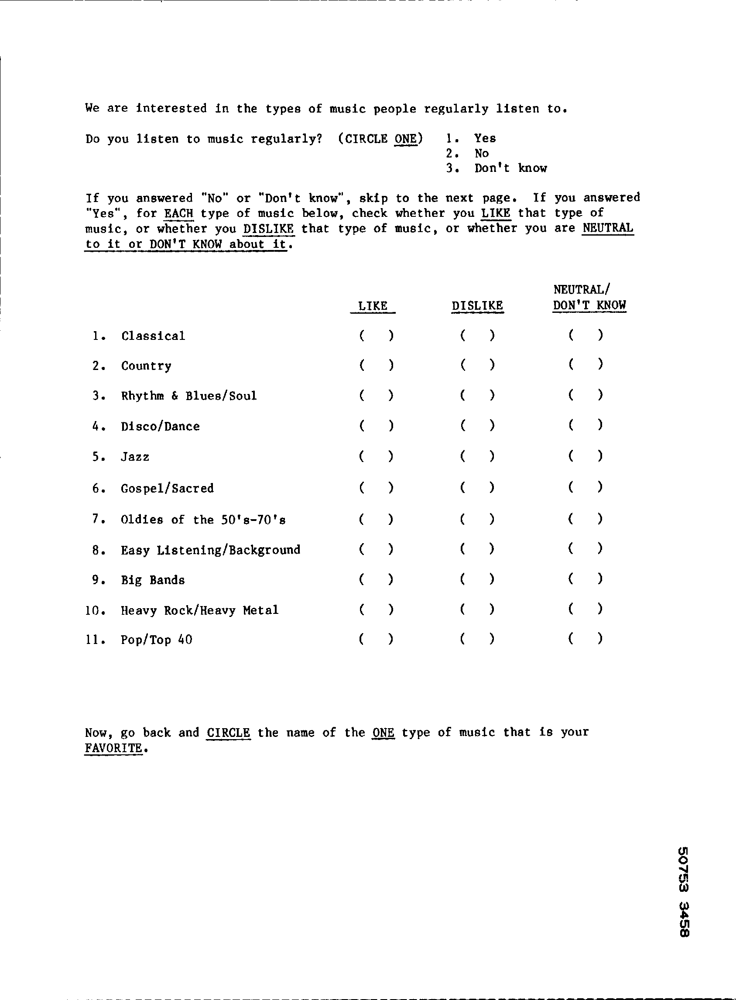 We are interested in the types of music people regularly listen to.
Do you listen to music regularly? (CIRCLE ONE) 1. Yes
2. No
3. Don't know
If you answered "No" or "Don't know", skip to the next page. If you answered
"Yes", for EACH type of music below, check whether you LIKE that type of
music, or whether you DISLIKE that type of music, or whether you are NEUTRAL
to it or DON'T KNOW about it.
NEUTRAL/
LIKE DISLIKE DON'T KNOW
1. Classical ( ) ( ) ( )
2. Country ( ) ( ) ( )
3. Rhythm & Blues/Soul ( ) ( ) ( )
4. Disco/Dance ( ) ( ) ( )
5. Jazz ( ) ( ) ( )
6. Gospel/Sacred ( ) ( ) ( )
7. Oldies of the 50's-70's ( ) ( ) ( )
8. Easy Listening/Background ( ) ( ) ( )
9. Big Bands ( ) ( ) ( )
10. Heavy Rock/Heavy Metal ( ) ( ) ( )
11. Pop/Top 40 ( ) ( ) ( )
Now, go back and CIRCLE the name of the ONE type of music that is your
FAVORITE.
50753 3458